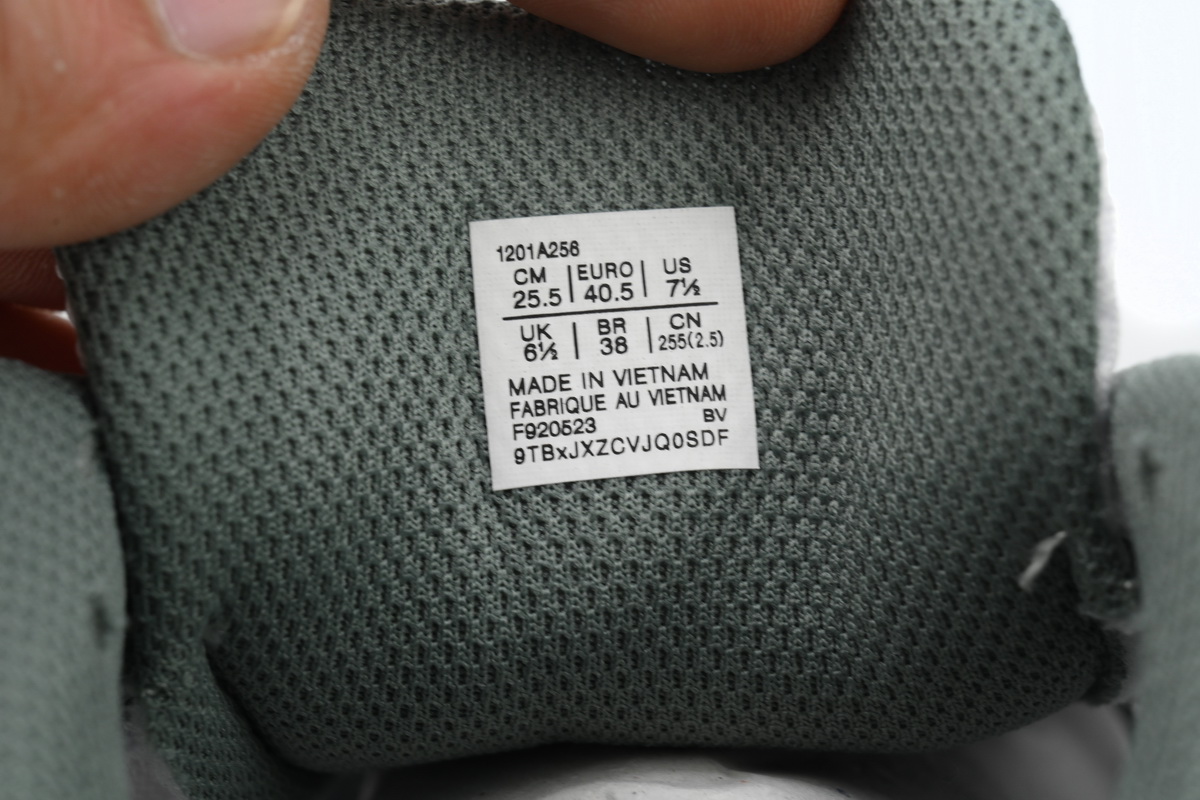 1201A256
CM | EURO | US
25.5 | 40.5 | 7½
UK | BR | CN
6½ | 38 | 255(2.5)
MADE IN VIETNAM
FABRIQUE AU VIETNAM
F920523 BV
9TBxJXZCVJQ0SDF